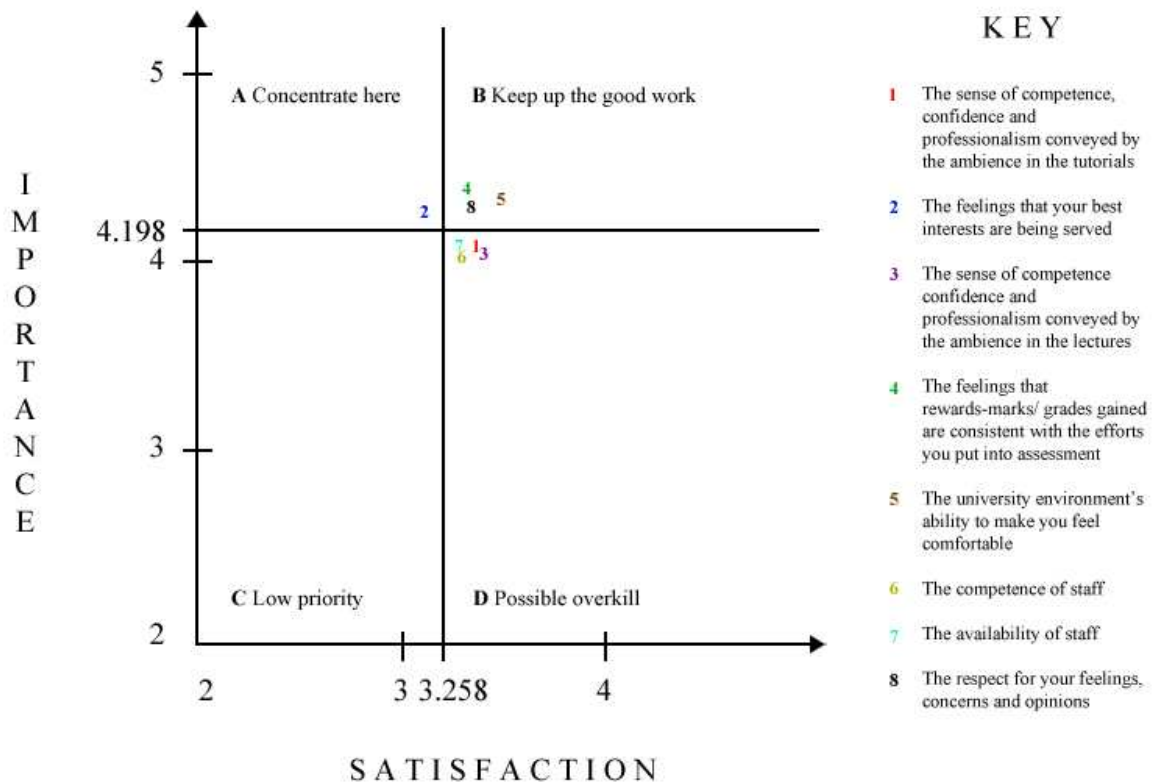 KEY
5
A Concentrate here
B Keep up the good work
1 The sense of competence,
confidence and
professionalism conveyed by
the ambience in the tutorials
I
M
P
O
R
T
A
N
C
E
4
8
5
2
4.198
7
1
3
6
4
2 The feelings that your best
interests are being served
3 The sense of competence
confidence and
professionalism conveyed by
the ambience in the lectures
3
4 The feelings that
rewards-marks/ grades gained
are consistent with the efforts
you put into assessment
5 The university environment's
ability to make you feel
comfortable
C Low priority
D Possible overkill
6 The competence of staff
2
7 The availability of staff
8 The respect for your feelings,
concerns and opinions
2 3 3.258 4
SATISFACTION